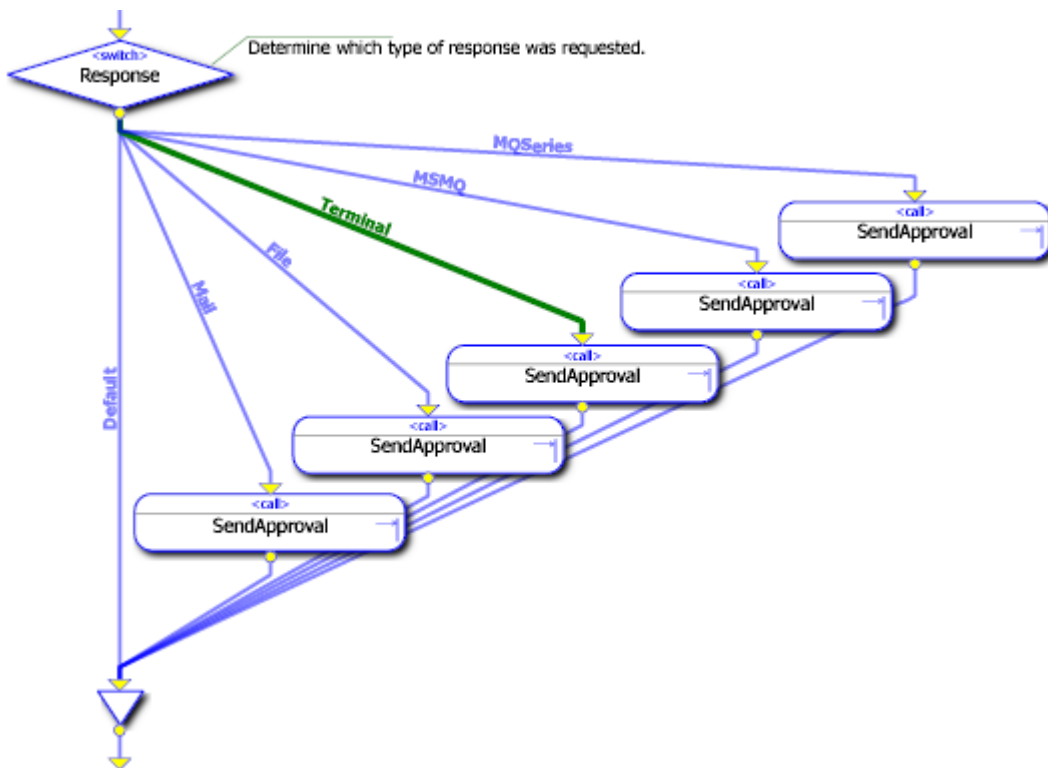 <switch>
Response
Determine which type of response was requested.
MQSeries
MSMQ
Terminal
File
Mail
Default
<call>
SendApproval
<call>
SendApproval
<call>
SendApproval
<call>
SendApproval
<call>
SendApproval